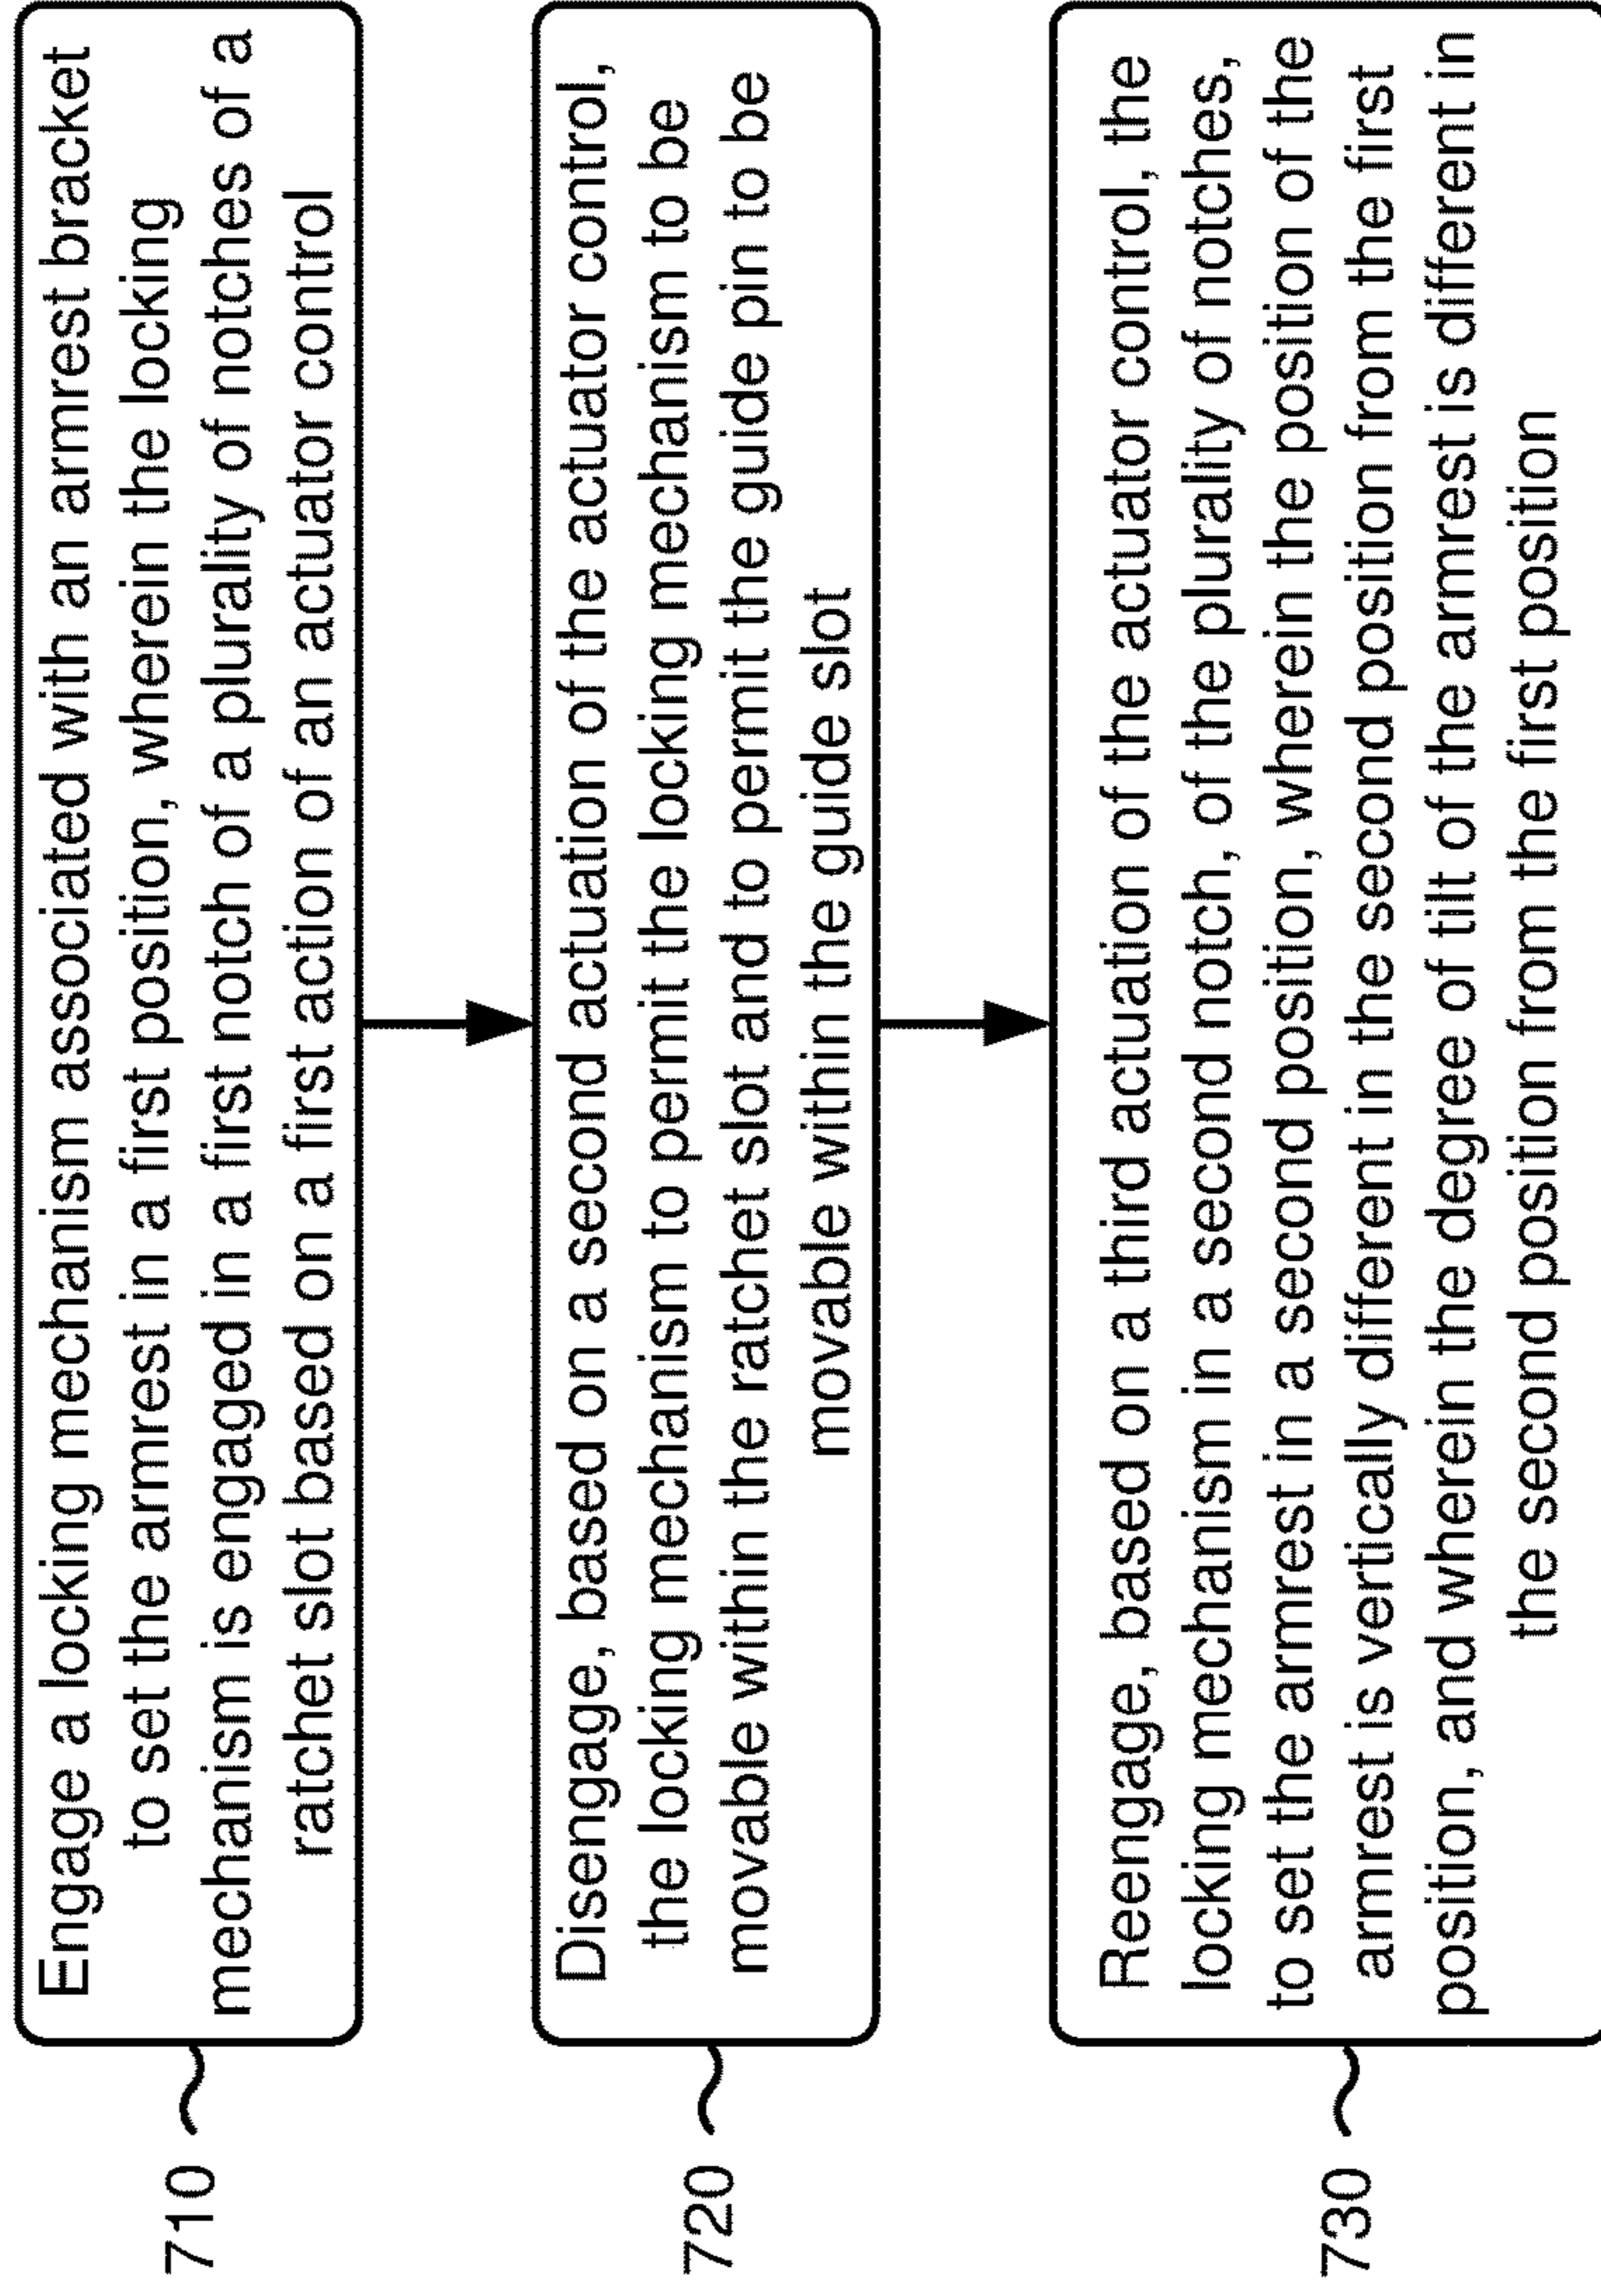 710
Engage a locking mechanism associated with an armrest bracket
to set the armrest in a first position, wherein the locking
mechanism is engaged in a first notch of a plurality of notches of a
ratchet slot based on a first action of an actuator control
720
Disengage, based on a second actuation of the actuator control,
the locking mechanism to permit the locking mechanism to be
movable within the ratchet slot and to permit the guide pin to be
movable within the guide slot
730
Reengage, based on a third actuation of the actuator control, the
locking mechanism in a second notch, of the plurality of notches,
to set the armrest in a second position, wherein the position of the
armrest is vertically different in the second position from the first
position, and wherein the degree of tilt of the armrest is different in
the second position from the first position